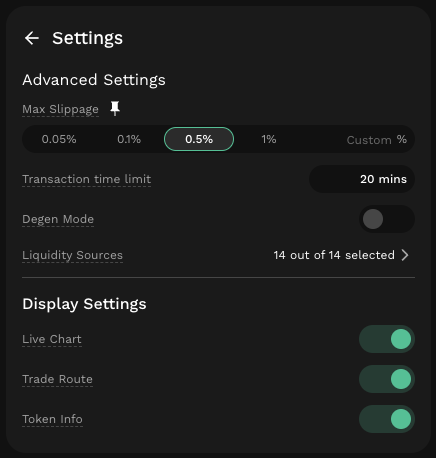 Settings
Advanced Settings
Max Slippage
0.05% 0.1% 0.5% 1% Custom %
Transaction time limit 20 mins
Degen Mode
Liquidity Sources 14 out of 14 selected
Display Settings
Live Chart
Trade Route
Token Info